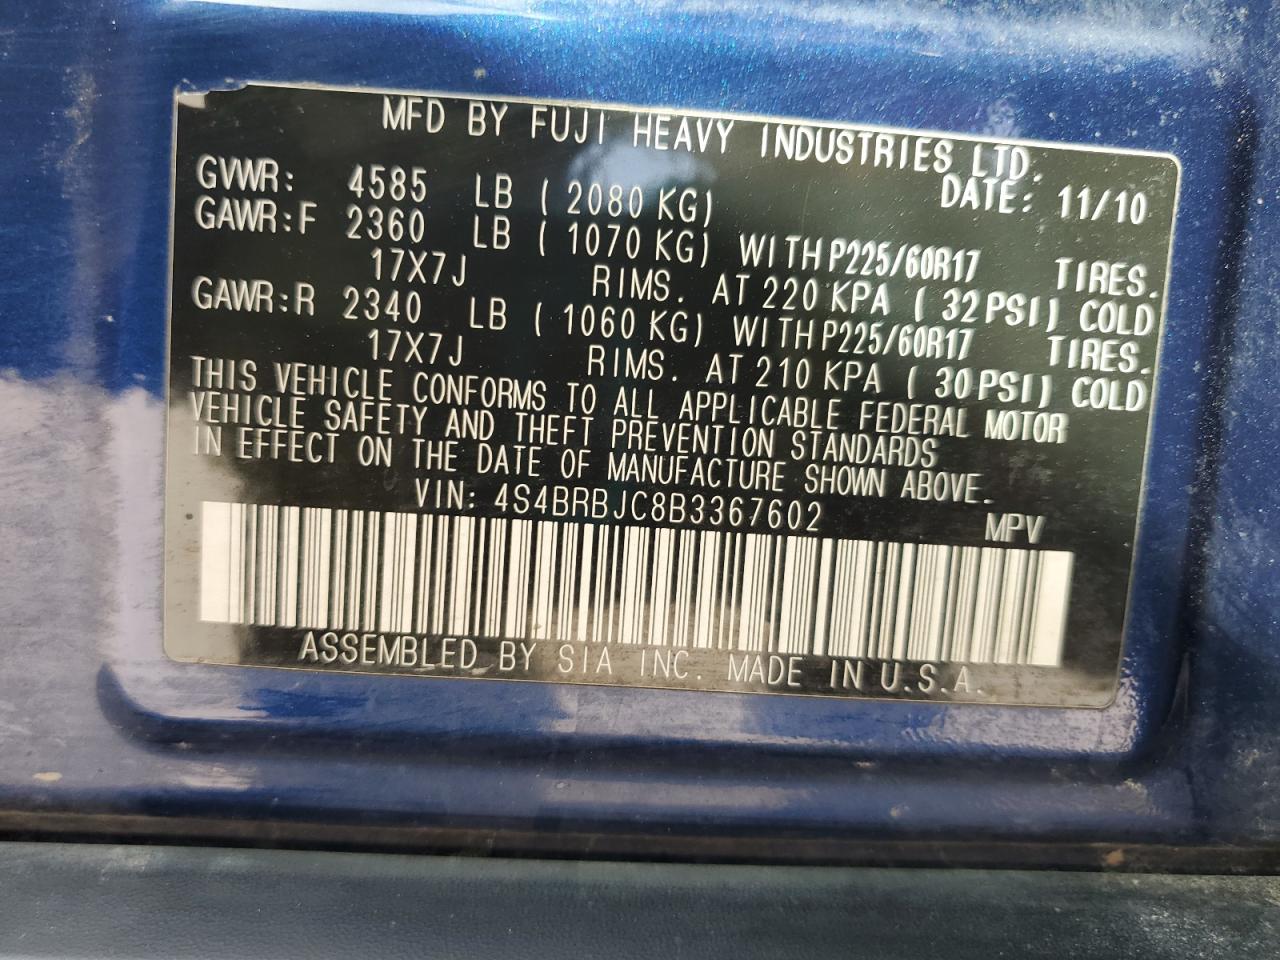 MFD BY FUJI HEAVY INDUSTRIES LTD.
DATE: 11/10
GVWR: 4585 LB ( 2080 KG)
GAWR:F 2360 LB ( 1070 KG) WITH P225/60R17 TIRES.
17X7J RIMS. AT 220 KPA ( 32 PSI) COLD
GAWR:R 2340 LB ( 1060 KG) WITH P225/60R17 TIRES.
17X7J RIMS. AT 210 KPA ( 30 PSI) COLD
THIS VEHICLE CONFORMS TO ALL APPLICABLE FEDERAL MOTOR
VEHICLE SAFETY AND THEFT PREVENTION STANDARDS
IN EFFECT ON THE DATE OF MANUFACTURE SHOWN ABOVE.
VIN: 4S4BRBJC8B3367602 MPV
ASSEMBLED BY SIA INC. MADE IN U.S.A.